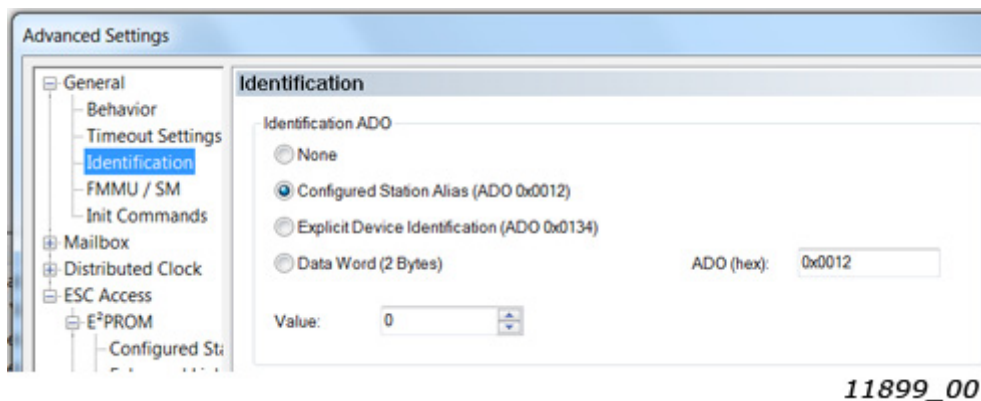 Advanced Settings
General
Behavior
Timeout Settings
Identification
FMMU / SM
Init Commands
Mailbox
Distributed Clock
ESC Access
E²PROM
Configured Sta
Identification
Identification ADO
None
Configured Station Alias (ADO 0x0012)
Explicit Device Identification (ADO 0x0134)
Data Word (2 Bytes)
ADO (hex): 0x0012
Value: 0
11899_00